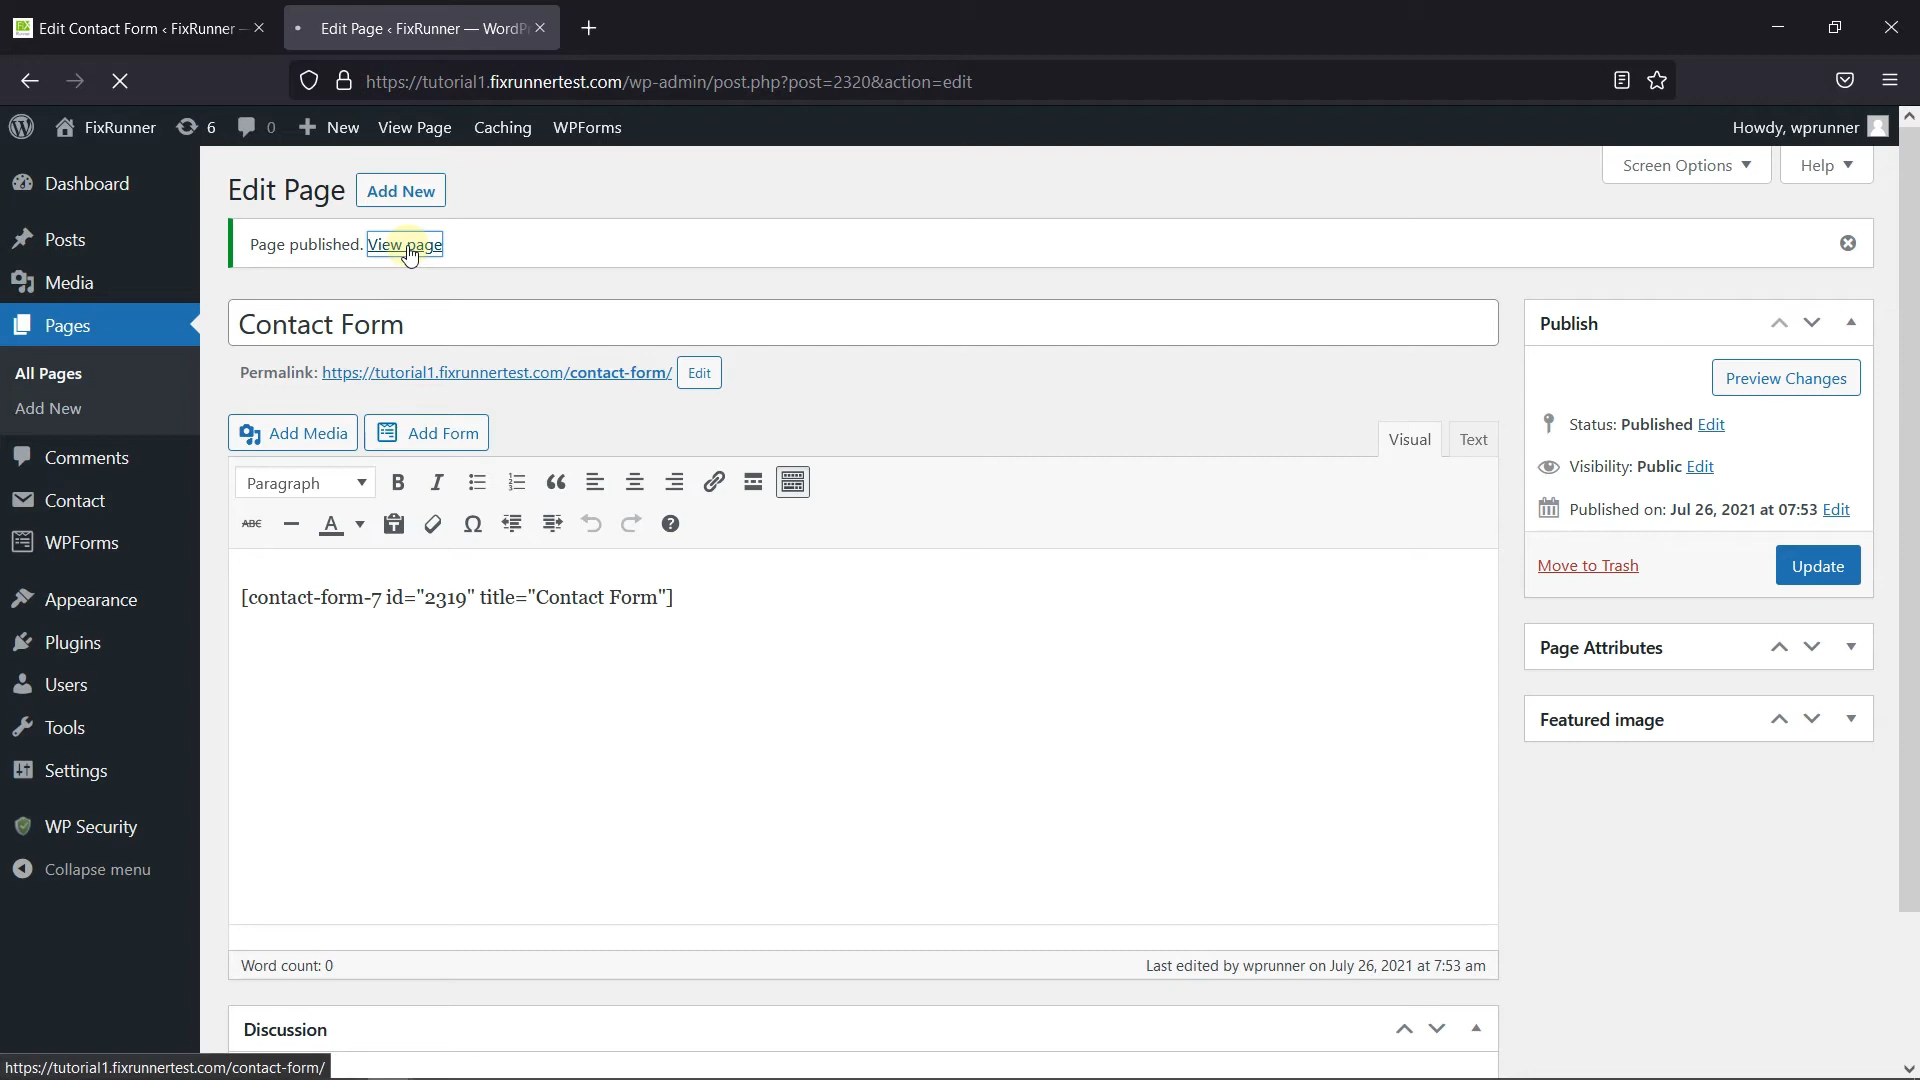 Edit Contact Form ‹ FixRunner —
Edit Page ‹ FixRunner — WordPr
https://tutorial1.fixrunnertest.com/wp-admin/post.php?post=2320&action=edit
FixRunner 6 0 New View Page Caching WPForms Howdy, wprunner
Screen Options Help
Dashboard
Posts
Media
Pages
All Pages
Add New
Comments
Contact
WPForms
Appearance
Plugins
Users
Tools
Settings
WP Security
Collapse menu
Edit Page Add New
Page published. View page
Contact Form
Permalink: https://tutorial1.fixrunnertest.com/contact-form/ Edit
Add Media Add Form Visual Text
Paragraph
ABC
[contact-form-7 id="2319" title="Contact Form"]
Word count: 0 Last edited by wprunner on July 26, 2021 at 7:53 am
Discussion
Publish
Preview Changes
Status: Published Edit
Visibility: Public Edit
Published on: Jul 26, 2021 at 07:53 Edit
Move to Trash Update
Page Attributes
Featured image
https://tutorial1.fixrunnertest.com/contact-form/